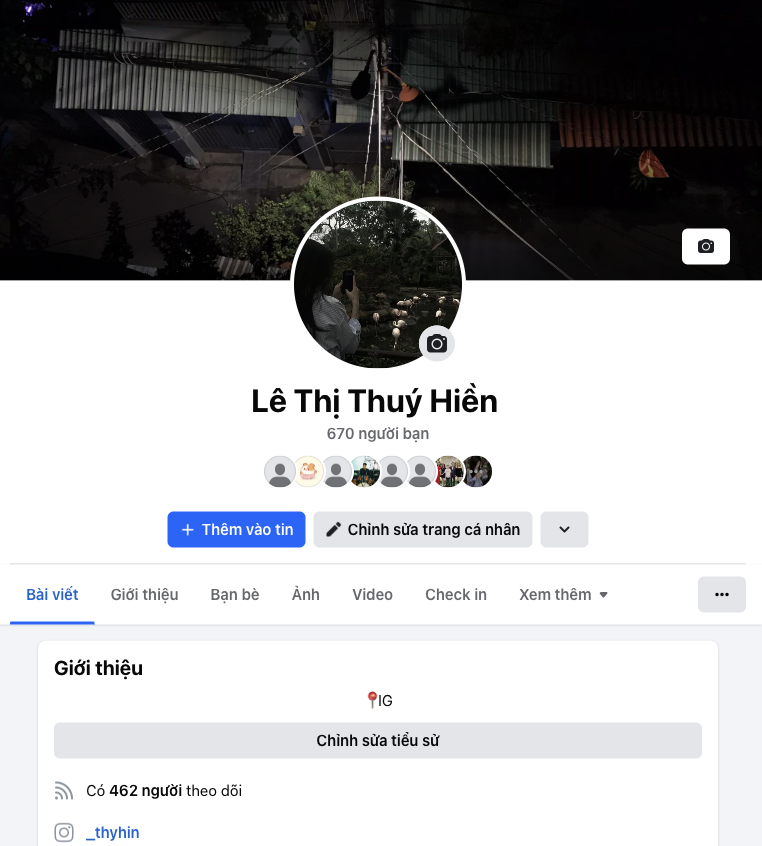 Lê Thị Thuý Hiền
670 người bạn
Thêm vào tin
Chỉnh sửa trang cá nhân
Bài viết
Giới thiệu
Bạn bè
Ảnh
Video
Check in
Xem thêm
Giới thiệu
📍IG
Chỉnh sửa tiểu sử
Có 462 người theo dõi
_thyhin